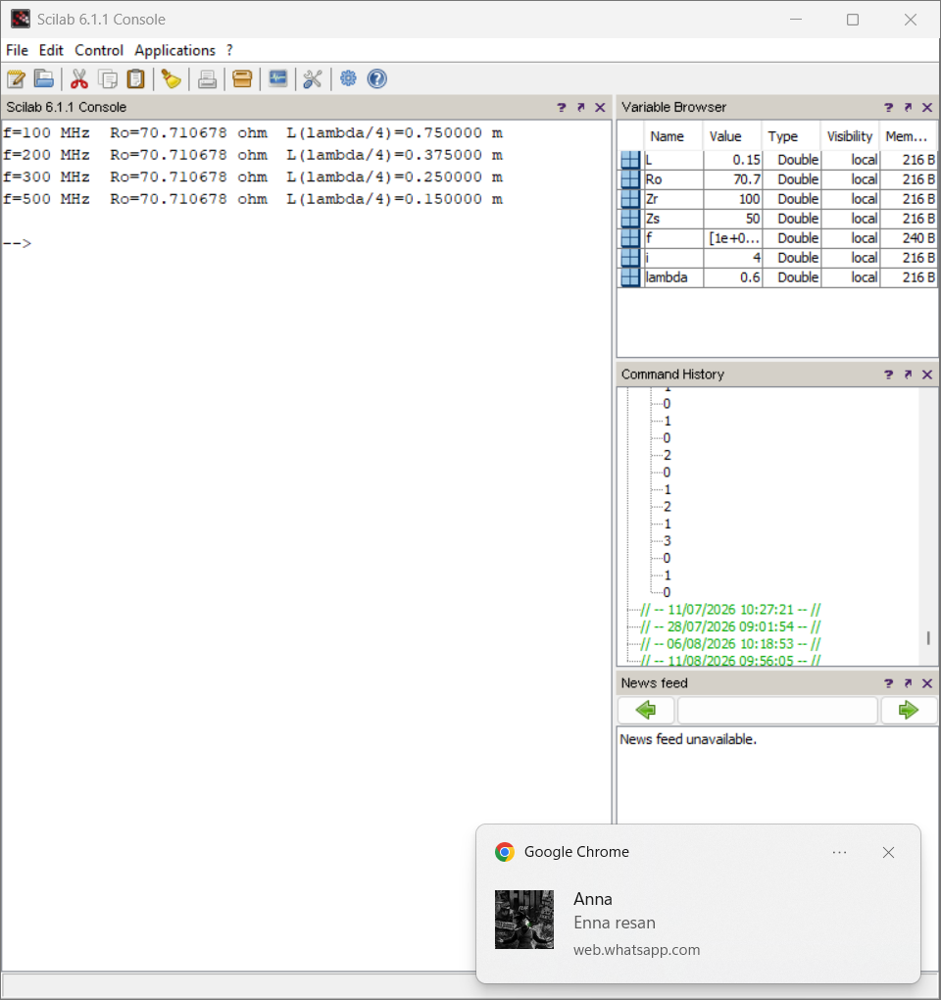 Scilab 6.1.1 Console
File Edit Control Applications ?
Scilab 6.1.1 Console
f=100 MHz Ro=70.710678 ohm L(lambda/4)=0.750000 m
f=200 MHz Ro=70.710678 ohm L(lambda/4)=0.375000 m
f=300 MHz Ro=70.710678 ohm L(lambda/4)=0.250000 m
f=500 MHz Ro=70.710678 ohm L(lambda/4)=0.150000 m
-->
Variable Browser
Name Value Type Visibility Mem...
L 0.15 Double local 216 B
Ro 70.7 Double local 216 B
Zr 100 Double local 216 B
Zs 50 Double local 216 B
f [1e+0... Double local 240 B
i 4 Double local 216 B
lambda 0.6 Double local 216 B
Command History
1
0
1
0
2
0
1
2
1
3
0
1
0
// -- 11/07/2026 10:27:21 -- //
// -- 28/07/2026 09:01:54 -- //
// -- 06/08/2026 10:18:53 -- //
// -- 11/08/2026 09:56:05 -- //
News feed
News feed unavailable.
Google Chrome
Anna
Enna resan
web.whatsapp.com